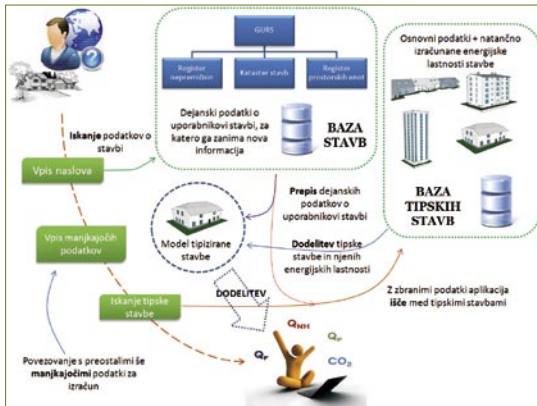 GURS
Register
nepremičnin
Kataster stavb
Register
prostorskih enot
Dejanski podatki o
uporabnikovi stavbi, za
katero ga zanima nova
informacija
BAZA
STAVB
Osnovni podatki + natančno
izračunane energijske
lastnosti stavbe
BAZA
TIPSKIH
STAVB
Iskanje podatkov o
stavbi
Vpis naslova
Prepis dejanskih
podatkov o
uporabnikovi stavbi
Vpis manjkajočih
podatkov
Model tipizirane
stavbe
Dodelitev tipske
stavbe in njenih
energijskih lastnosti
Iskanje tipske
stavbe
DODELITEV
Z zbranimi podatki aplikacija
išče med tipskimi stavbami
Povezovanje s preostalimi še
manjkajočimi podatki za
izračun
QNH
QF
QP
CO2